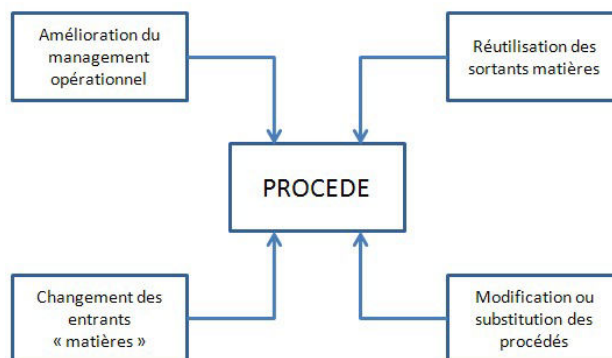 Amélioration du
management
opérationnel
Réutilisation des
sortants matières
PROCEDE
Changement des
entrants
« matières »
Modification ou
substitution des
procédés